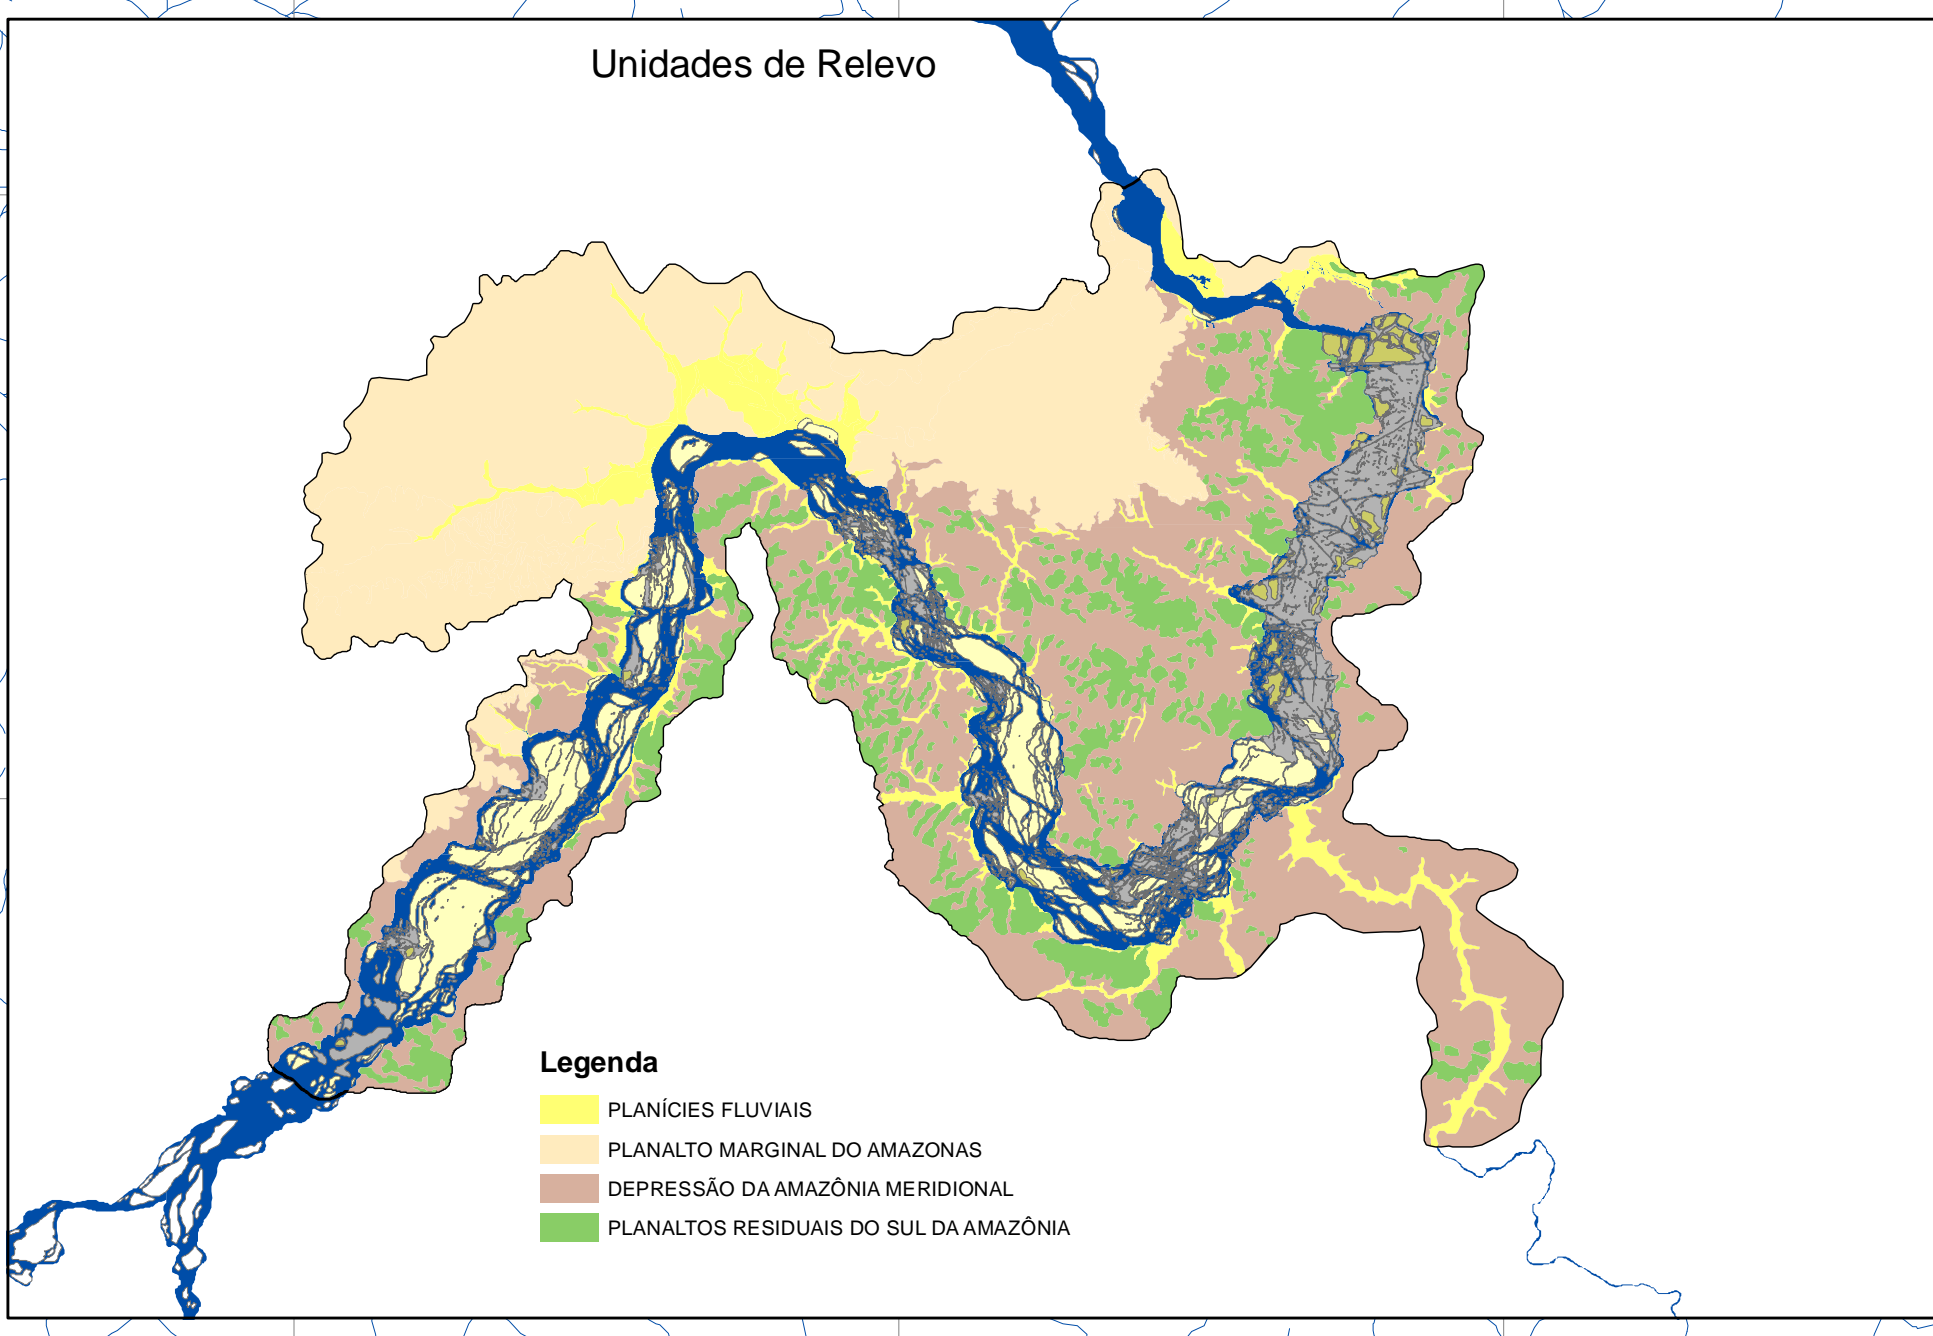 Unidades de Relevo
Legenda
PLANÍCIES FLUVIAIS
PLANALTO MARGINAL DO AMAZONAS
DEPRESSÃO DA AMAZÔNIA MERIDIONAL
PLANALTOS RESIDUAIS DO SUL DA AMAZÔNIA